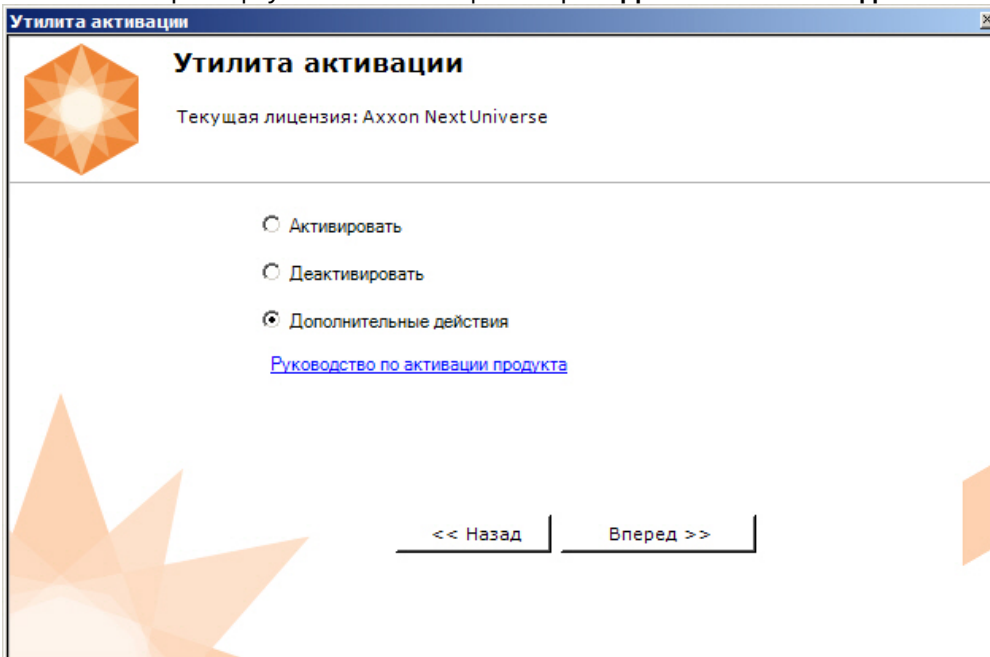 Утилита активации
Утилита активации
Текущая лицензия: Axxon Next Universe
Активировать
Деактивировать
Дополнительные действия
Руководство по активации продукта
<< Назад
Вперед >>